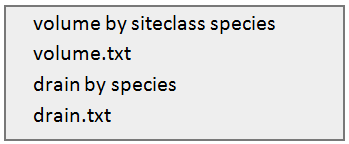 volume by siteclass species
volume.txt
drain by species
drain.txt